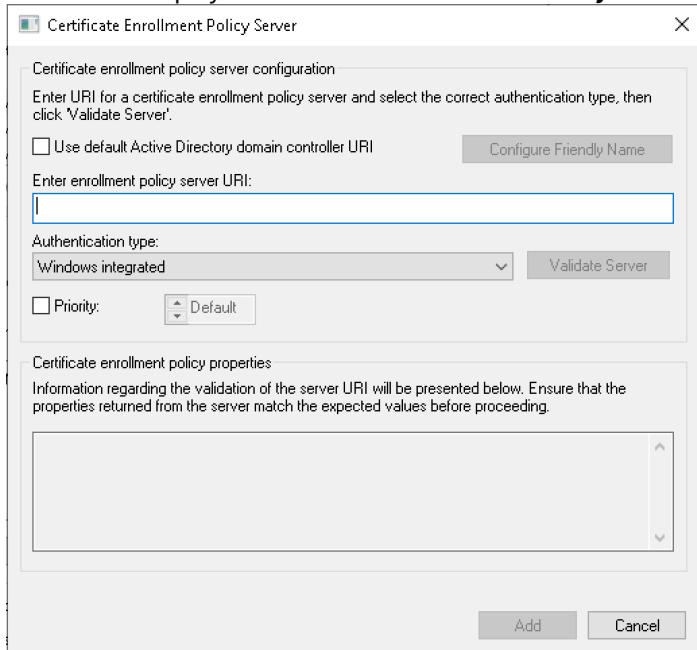 Certificate Enrollment Policy Server
Certificate enrollment policy server configuration
Enter URI for a certificate enrollment policy server and select the correct authentication type, then
click 'Validate Server'.
Use default Active Directory domain controller URI
Configure Friendly Name
Enter enrollment policy server URI:
Authentication type:
Windows integrated
Validate Server
Priority:
Default
Certificate enrollment policy properties
Information regarding the validation of the server URI will be presented below. Ensure that the
properties returned from the server match the expected values before proceeding.
Add
Cancel